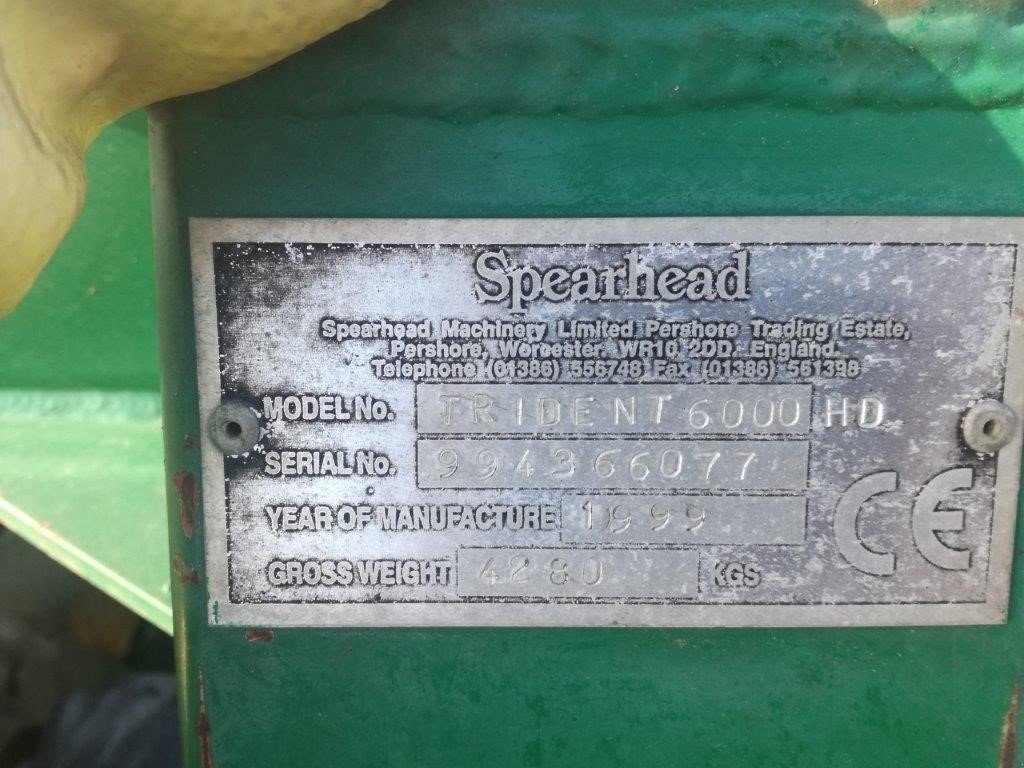 Spearhead
Spearhead Machinery Limited Pershore Trading Estate,
Pershore, Worcester. WR10 2DD. England.
Telephone (01386) 556748 Fax (01386) 561398
MODEL No. TRIDENT 6000 HD
SERIAL No. 994366077
YEAR OF MANUFACTURE 1999
GROSS WEIGHT 4280 KGS
CE